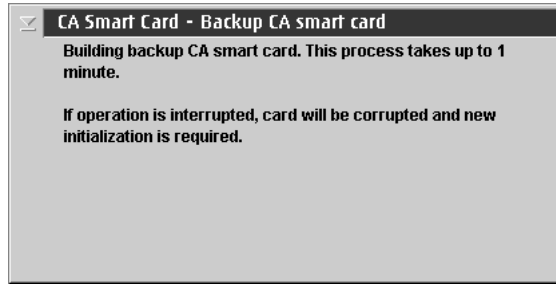 CA Smart Card - Backup CA smart card
Building backup CA smart card. This process takes up to 1
minute.
If operation is interrupted, card will be corrupted and new
initialization is required.